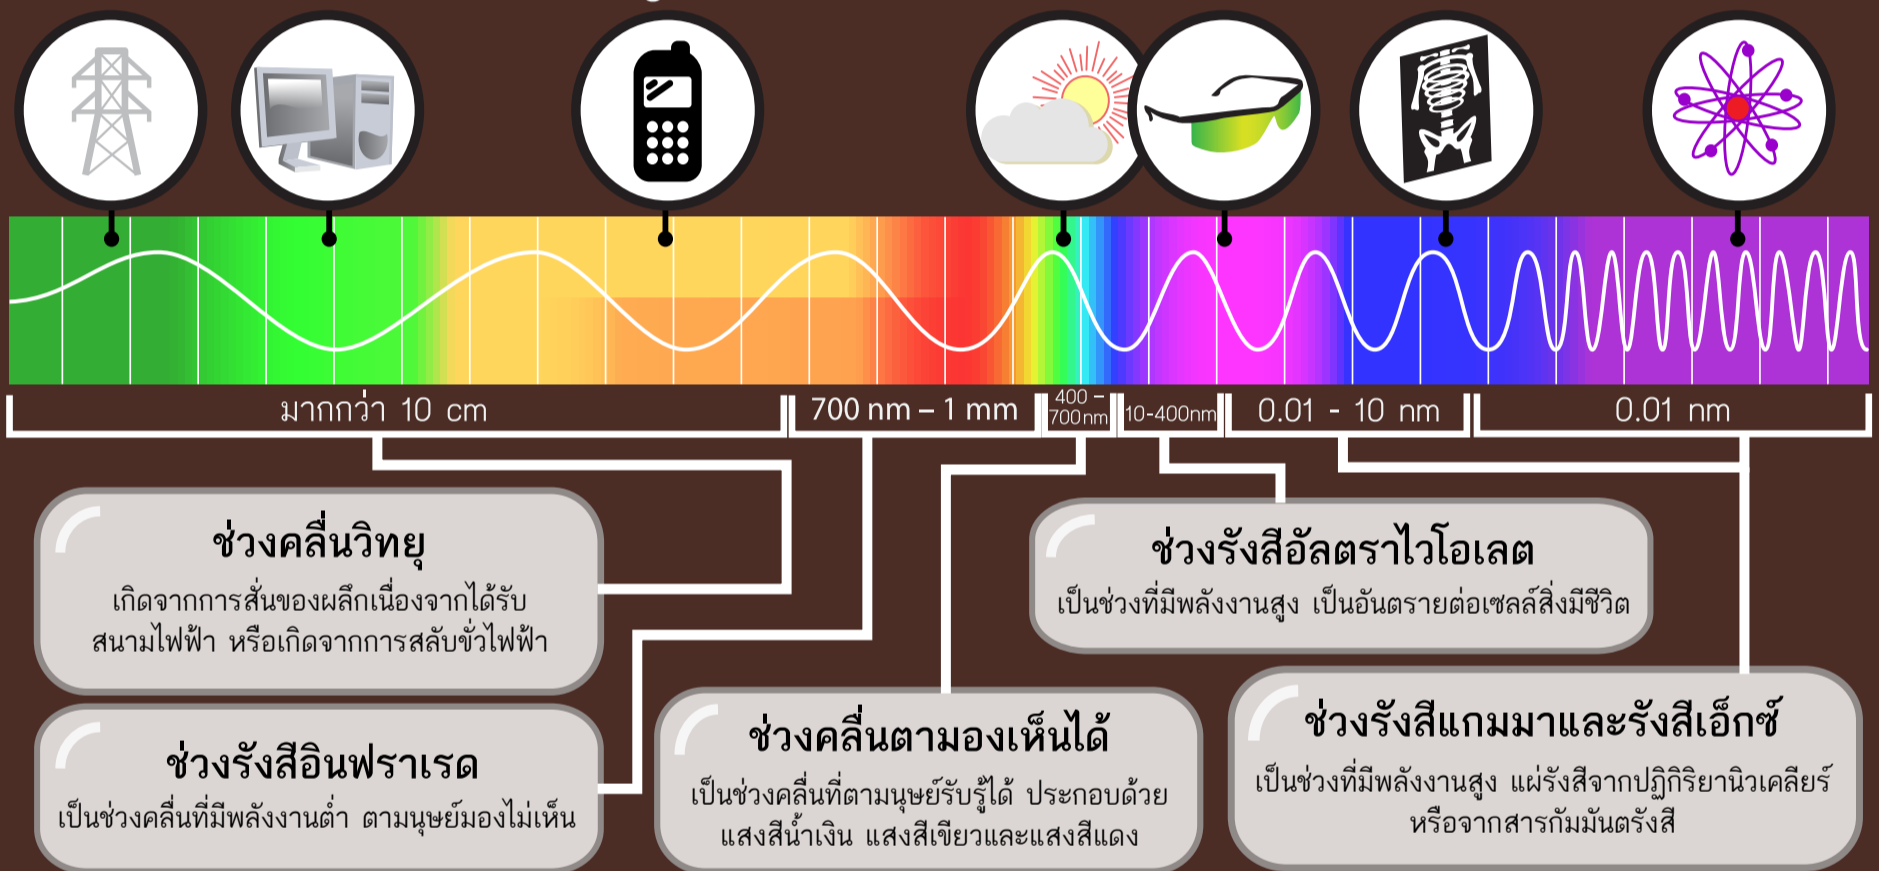 มากกว่า 10 cm
700 nm – 1 mm
400 –
700nm
10-400nm
0.01 - 10 nm
0.01 nm
ช่วงคลื่นวิทยุ
เกิดจากการสั่นของผลึกเนื่องจากได้รับ
สนามไฟฟ้า หรือเกิดจากการสลับขั่วไฟฟ้า
ช่วงรังสีอัลตราไวโอเลต
เป็นช่วงที่มีพลังงานสูง เป็นอันตรายต่อเซลล์สิ่งมีชีวิต
ช่วงรังสีอินฟราเรด
เป็นช่วงคลื่นที่มีพลังงานต่ำ ตามนุษย์มองไม่เห็น
ช่วงคลื่นตามองเห็นได้
เป็นช่วงคลื่นที่ตามนุษย์รับรู้ได้ ประกอบด้วย
แสงสีน้ำเงิน แสงสีเขียวและแสงสีแดง
ช่วงรังสีแกมมาและรังสีเอ็กซ์
เป็นช่วงที่มีพลังงานสูง แผ่รังสีจากปฏิกิริยานิวเคลียร์
หรือจากสารกัมมันตรังสี